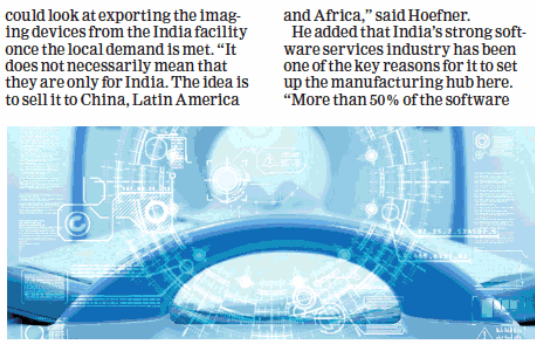 could look at exporting the imag-
ing devices from the India facility
once the local demand is met. “It
does not necessarily mean that
they are only for India. The idea is
to sell it to China, Latin America
and Africa,” said Hoefner.
He added that India’s strong soft-
ware services industry has been
one of the key reasons for it to set
up the manufacturing hub here.
“More than 50% of the software